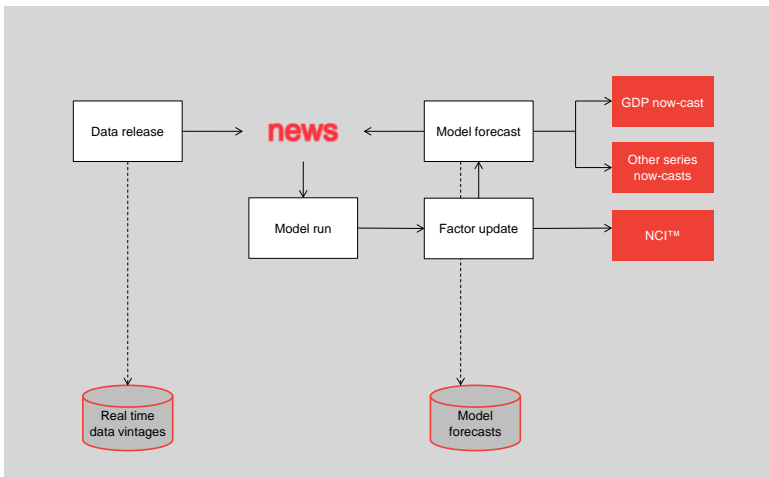 GDP now-cast
Data release
news
Model forecast
Other series
now-casts
Model run
Factor update
NCI™
Real time
data vintages
Model
forecasts